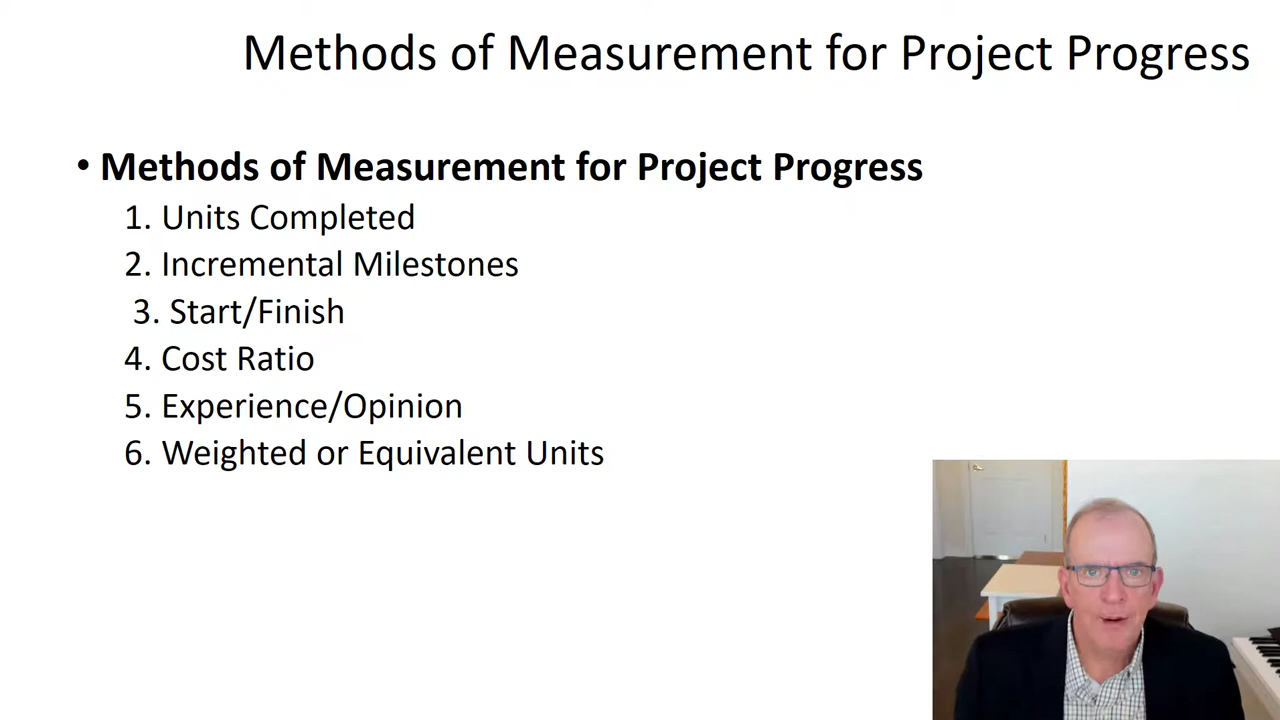 Methods of Measurement for Project Progress
• Methods of Measurement for Project Progress
1. Units Completed
2. Incremental Milestones
3. Start/Finish
4. Cost Ratio
5. Experience/Opinion
6. Weighted or Equivalent Units